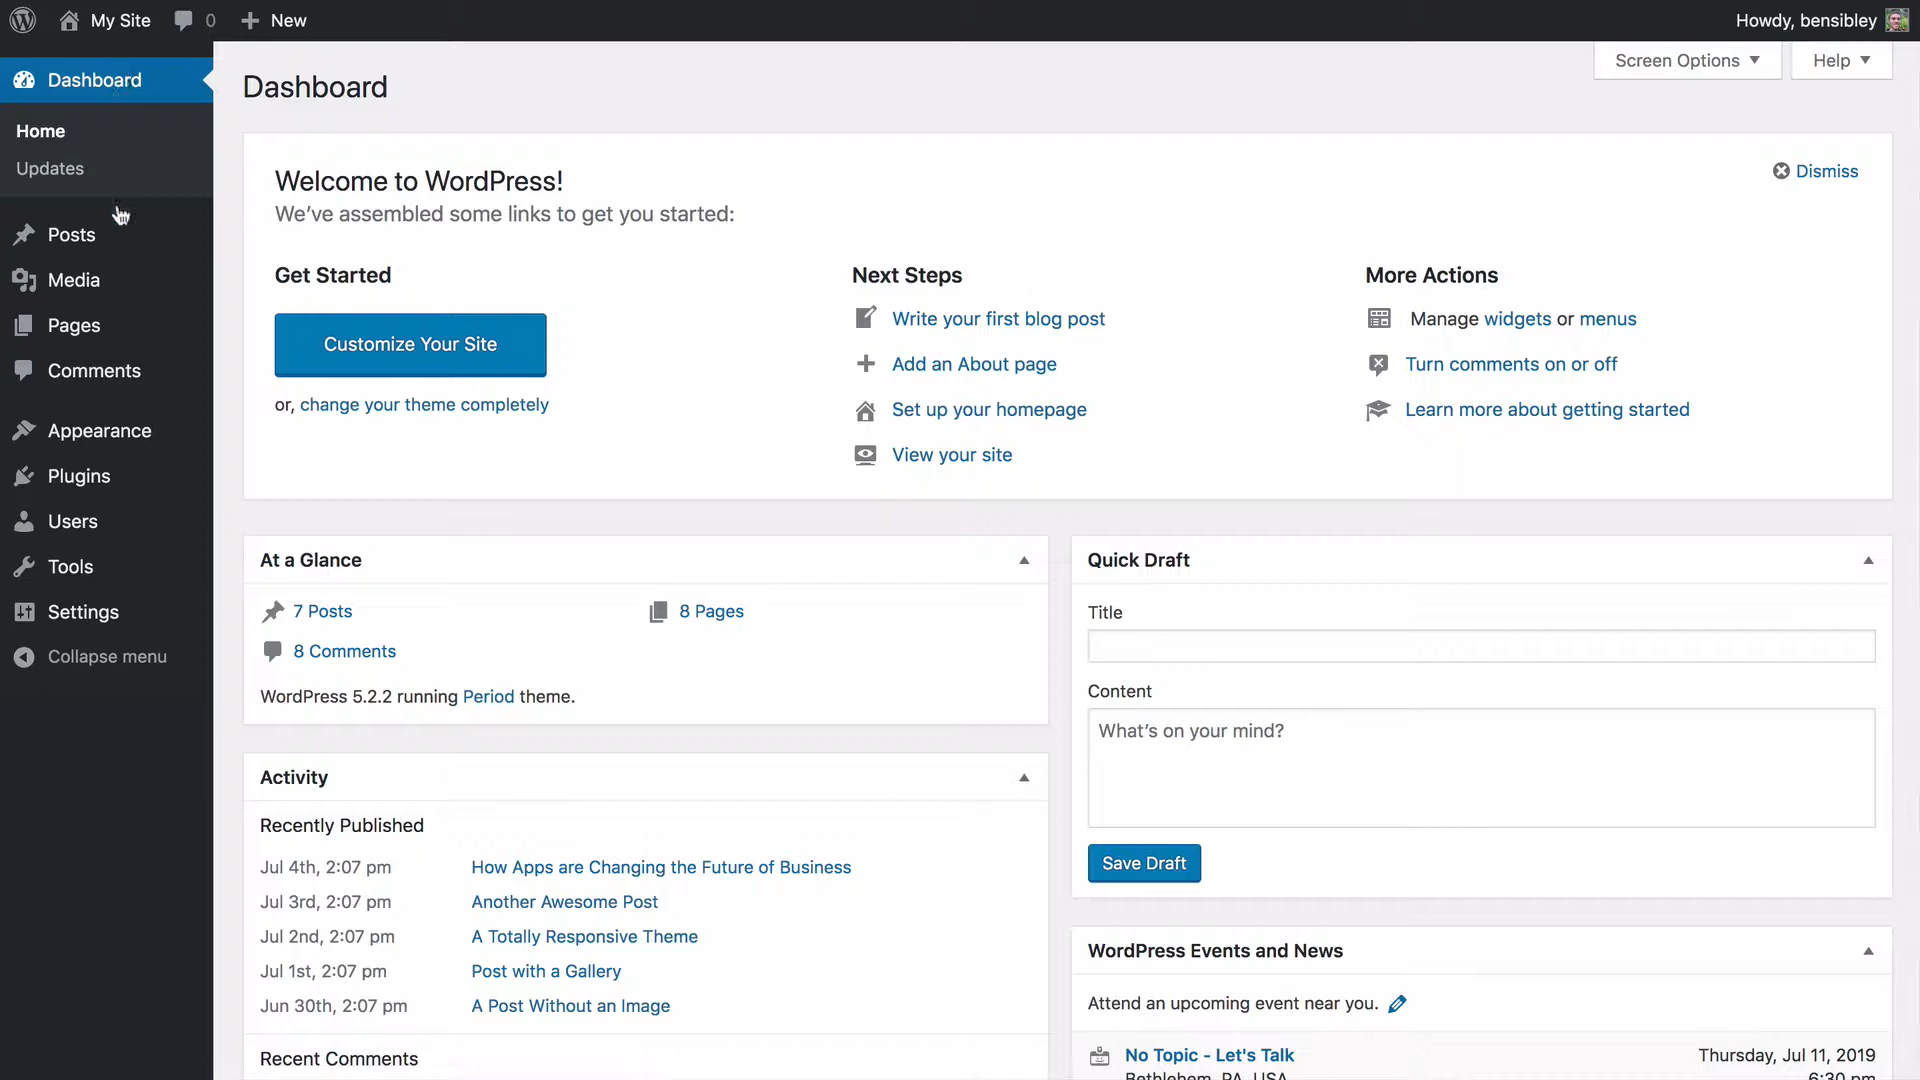 My Site 0 New Howdy, bensibley
Screen Options Help
Dashboard
Home
Updates
Posts
Media
Pages
Comments
Appearance
Plugins
Users
Tools
Settings
Collapse menu
Dashboard
Welcome to WordPress!
We've assembled some links to get you started:
Dismiss
Get Started
Customize Your Site
or, change your theme completely
Next Steps
Write your first blog post
Add an About page
Set up your homepage
View your site
More Actions
Manage widgets or menus
Turn comments on or off
Learn more about getting started
At a Glance
7 Posts 8 Pages
8 Comments
WordPress 5.2.2 running Period theme.
Activity
Recently Published
Jul 4th, 2:07 pm How Apps are Changing the Future of Business
Jul 3rd, 2:07 pm Another Awesome Post
Jul 2nd, 2:07 pm A Totally Responsive Theme
Jul 1st, 2:07 pm Post with a Gallery
Jun 30th, 2:07 pm A Post Without an Image
Recent Comments
Quick Draft
Title
Content
What's on your mind?
Save Draft
WordPress Events and News
Attend an upcoming event near you.
No Topic - Let's Talk Thursday, Jul 11, 2019
Bethlehem, PA, USA 6:30 pm